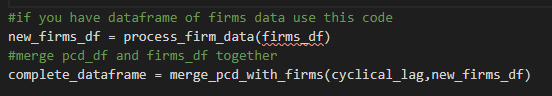 #if you have dataframe of firms data use this code
new_firms_df = process_firm_data(firms_df)
#merge pcd_df and firms_df together
complete_dataframe = merge_pcd_with_firms(cyclical_lag,new_firms_df)